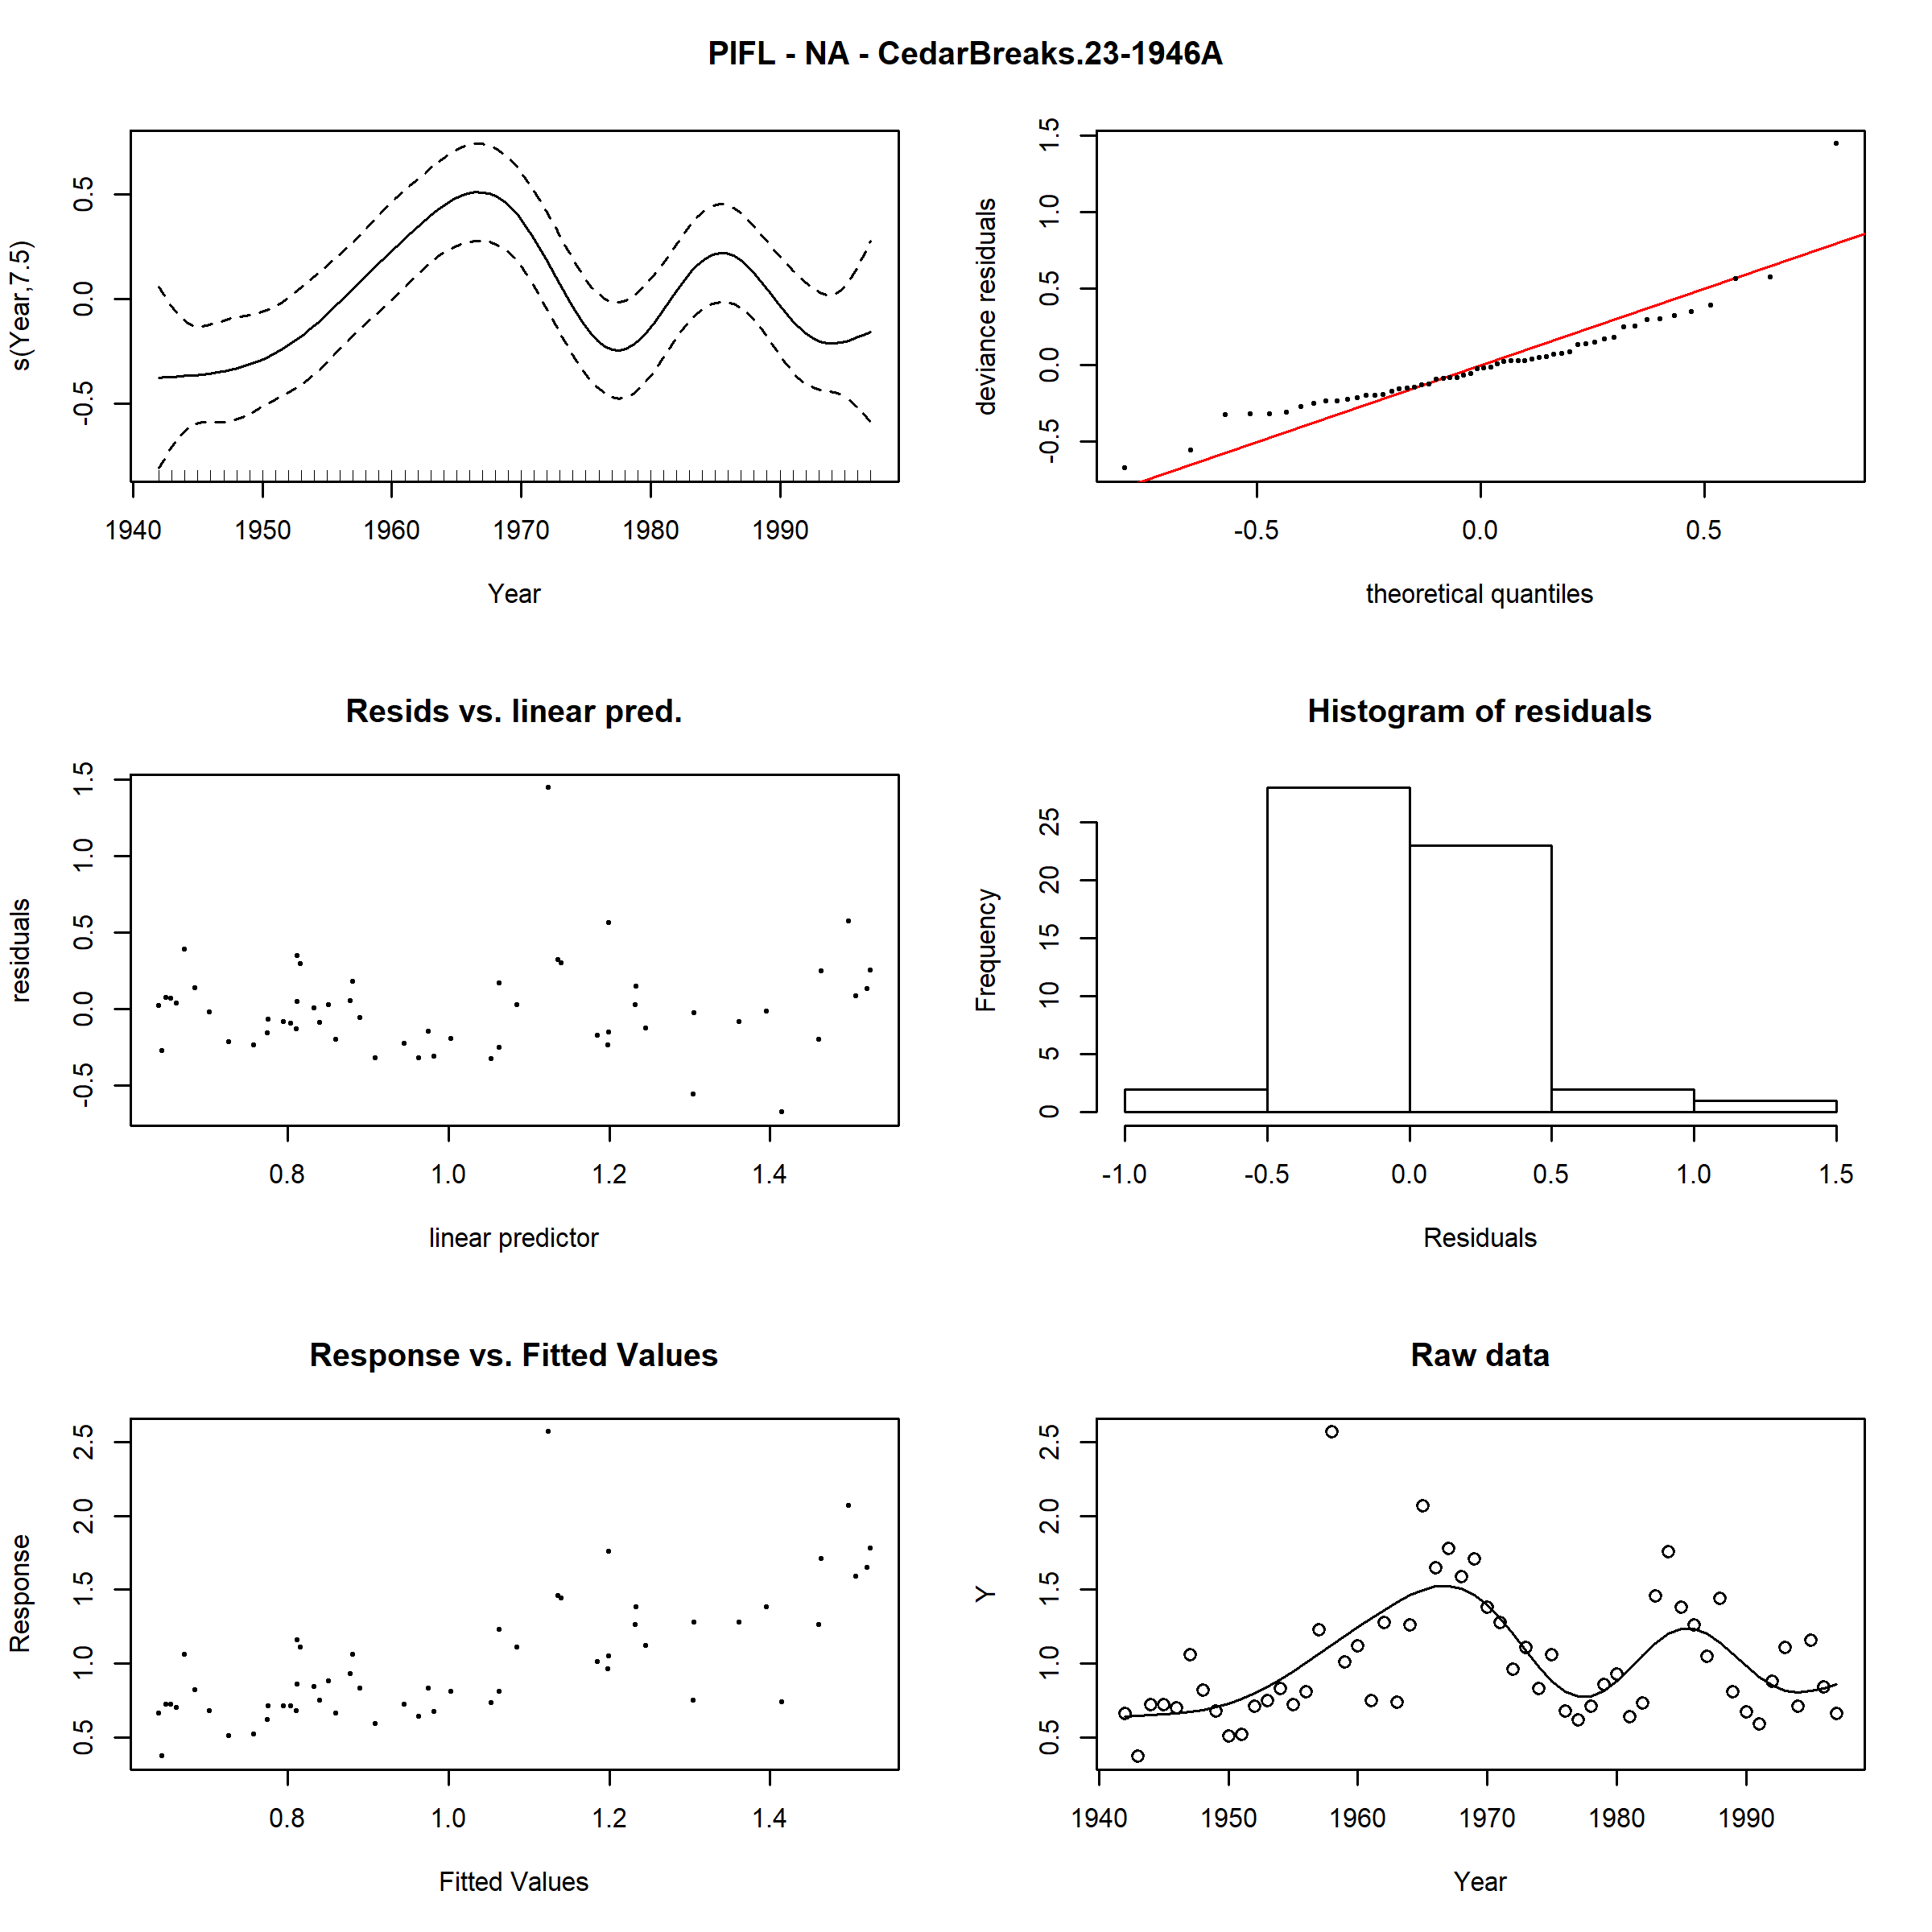 PIFL - NA - CedarBreaks.23-1946A
s(Year,7.5)
0.5
0.0
-0.5
1940 1950 1960 1970 1980 1990
Year
deviance residuals
1.5
1.0
0.5
0.0
-0.5
-0.5 0.0 0.5
theoretical quantiles
Resids vs. linear pred.
residuals
1.5
1.0
0.5
0.0
-0.5
0.8 1.0 1.2 1.4
linear predictor
Histogram of residuals
Frequency
25
20
15
10
5
0
-1.0 -0.5 0.0 0.5 1.0 1.5
Residuals
Response vs. Fitted Values
Response
2.5
2.0
1.5
1.0
0.5
0.8 1.0 1.2 1.4
Fitted Values
Raw data
Y
2.5
2.0
1.5
1.0
0.5
1940 1950 1960 1970 1980 1990
Year